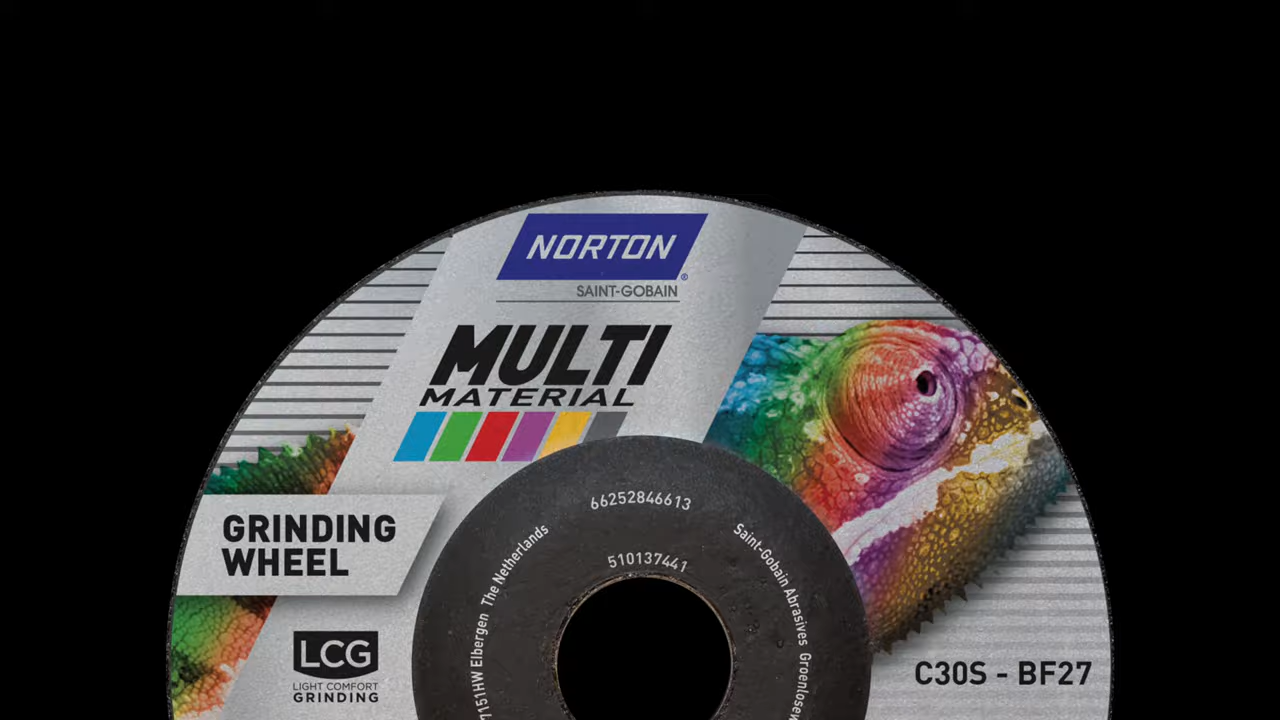 NORTON
®
SAINT-GOBAIN
MULTI
MATERIAL
GRINDING
WHEEL
66252846613
510137441
7151HW Eibergen The Netherlands
Saint-Gobain Abrasives
LCG
LIGHT COMFORT
GRINDING
C30S - BF27